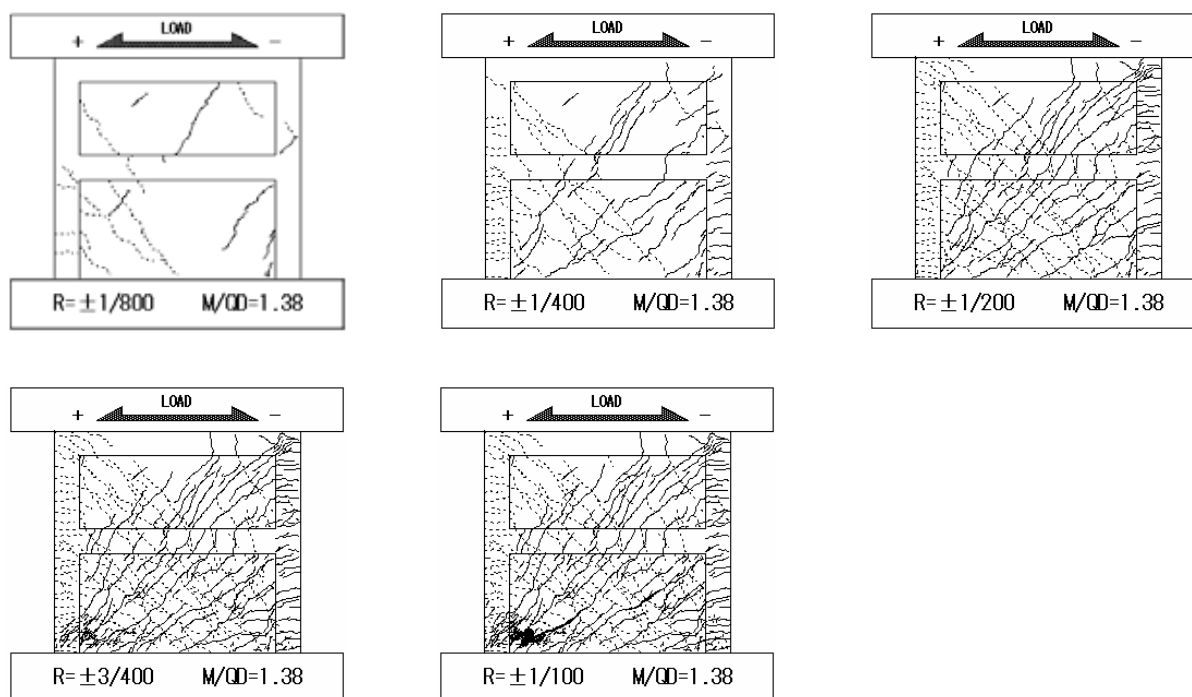 LOAD
+ −
R=±1/800 M/QD=1.38
LOAD
+ −
R=±1/400 M/QD=1.38
LOAD
+ −
R=±1/200 M/QD=1.38
LOAD
+ −
R=±3/400 M/QD=1.38
LOAD
+ −
R=±1/100 M/QD=1.38